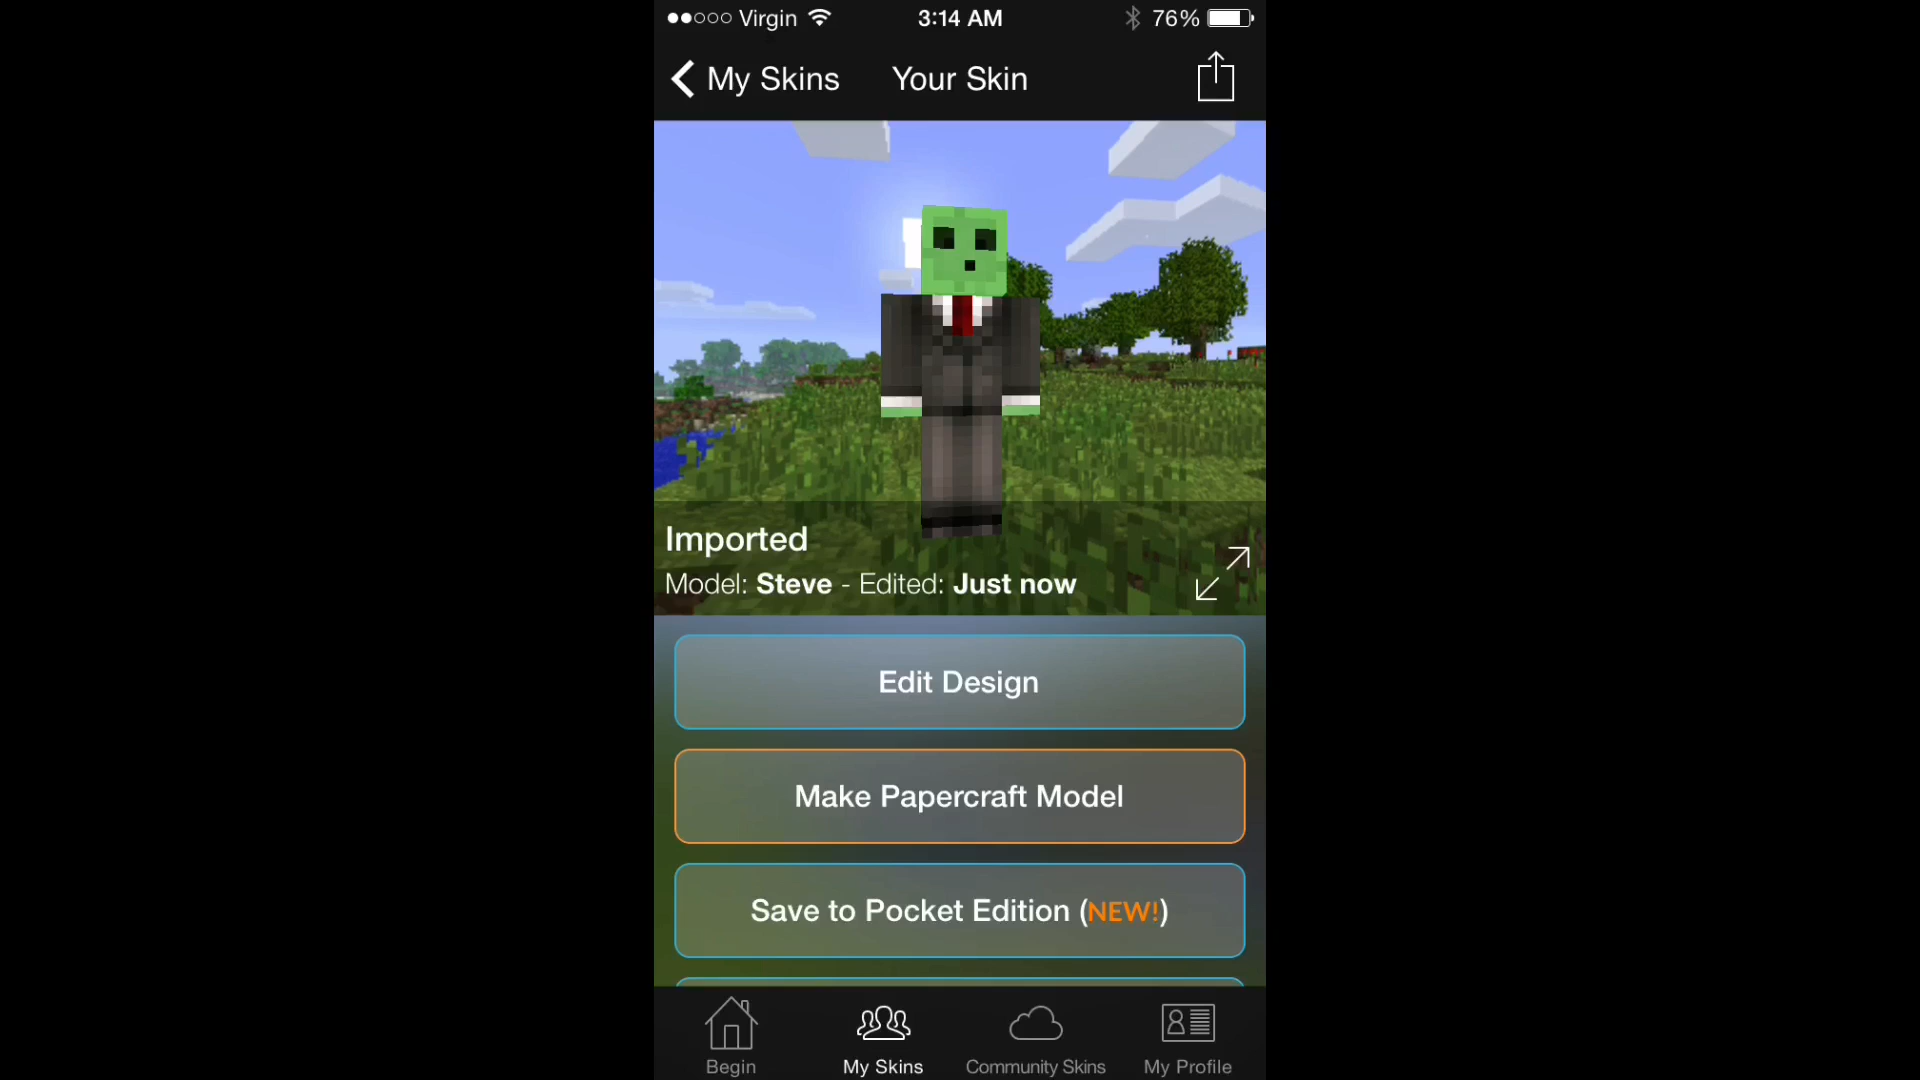 Virgin 3:14 AM 76%
My Skins Your Skin
Imported
Model: Steve - Edited: Just now
Edit Design
Make Papercraft Model
Save to Pocket Edition (NEW!)
Begin My Skins Community Skins My Profile